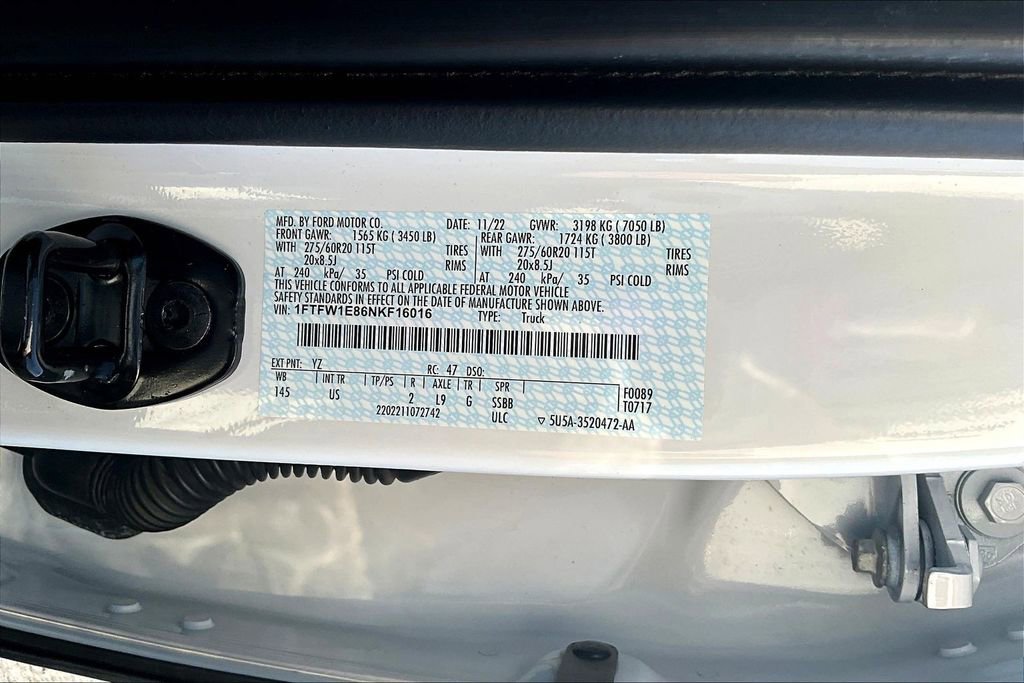 MFD. BY FORD MOTOR CO. DATE: 11/22 GVWR: 3198 KG ( 7050 LB)
FRONT GAWR: 1565 KG ( 3450 LB) REAR GAWR: 1724 KG ( 3800 LB)
WITH 275/60R20 115T TIRES WITH 275/60R20 115T TIRES
20x8.5J RIMS 20x8.5J RIMS
AT 240 kPa/ 35 PSI COLD AT 240 kPa/ 35 PSI COLD
THIS VEHICLE CONFORMS TO ALL APPLICABLE FEDERAL MOTOR VEHICLE
SAFETY STANDARDS IN EFFECT ON THE DATE OF MANUFACTURE SHOWN ABOVE.
VIN: 1FTFW1E86NKF16016 TYPE: Truck
EXT PNT: YZ RC: 47 DSO:
WB INT TR TP/PS R AXLE TR SPR F0089
145 US 2 L9 G SSBB T0717
2202211072742 ULC ▽ 5U5A-3520472-AA